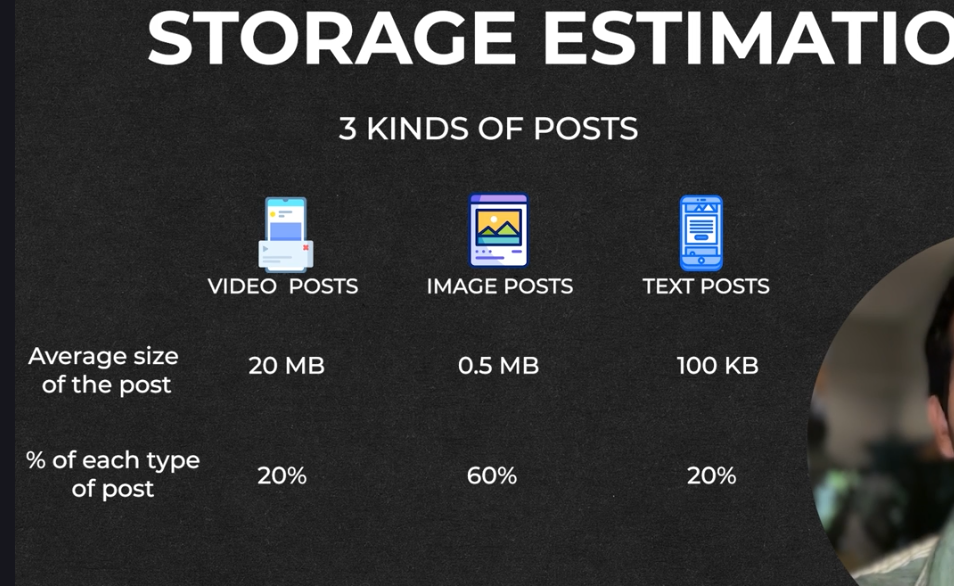 STORAGE ESTIMATIO
3 KINDS OF POSTS
VIDEO POSTS
IMAGE POSTS
TEXT POSTS
Average size
of the post
20 MB
0.5 MB
100 KB
% of each type
of post
20%
60%
20%